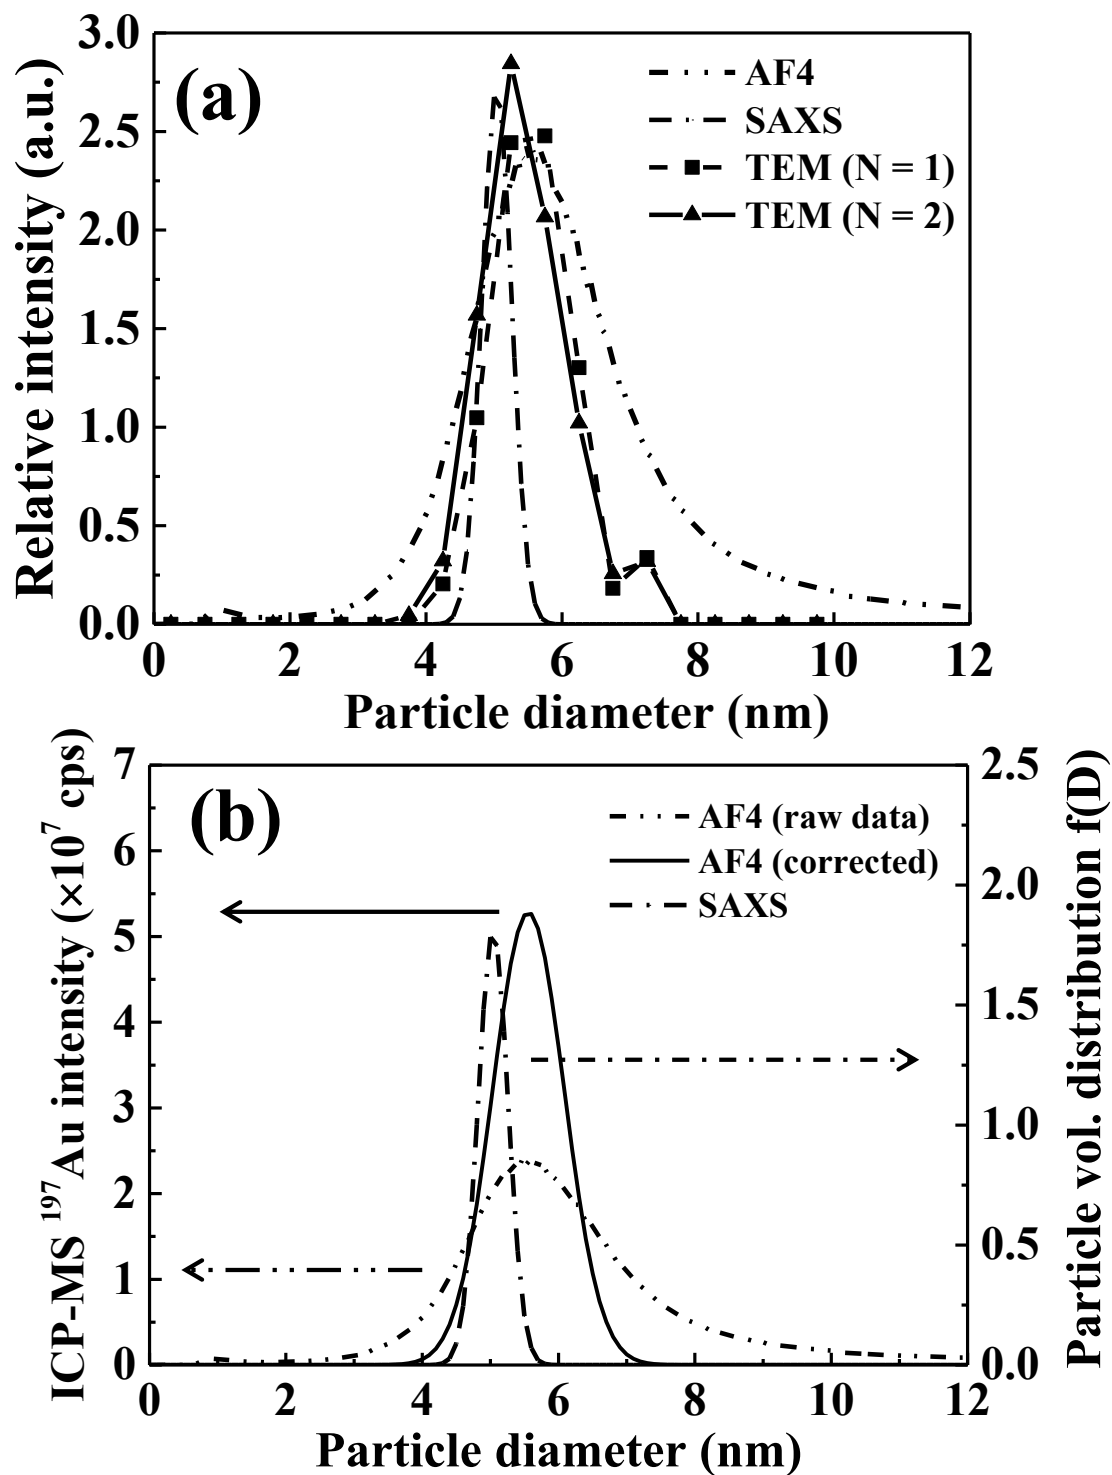 (a)
AF4
SAXS
TEM (N = 1)
TEM (N = 2)
Relative intensity (a.u.)
3.0
2.5
2.0
1.5
1.0
0.5
0.0
0 2 4 6 8 10 12
Particle diameter (nm)
(b)
AF4 (raw data)
AF4 (corrected)
SAXS
ICP-MS ¹⁹⁷Au intensity (×10⁷ cps)
7
6
5
4
3
2
1
0
Particle vol. distribution f(D)
2.5
2.0
1.5
1.0
0.5
0.0
0 2 4 6 8 10 12
Particle diameter (nm)